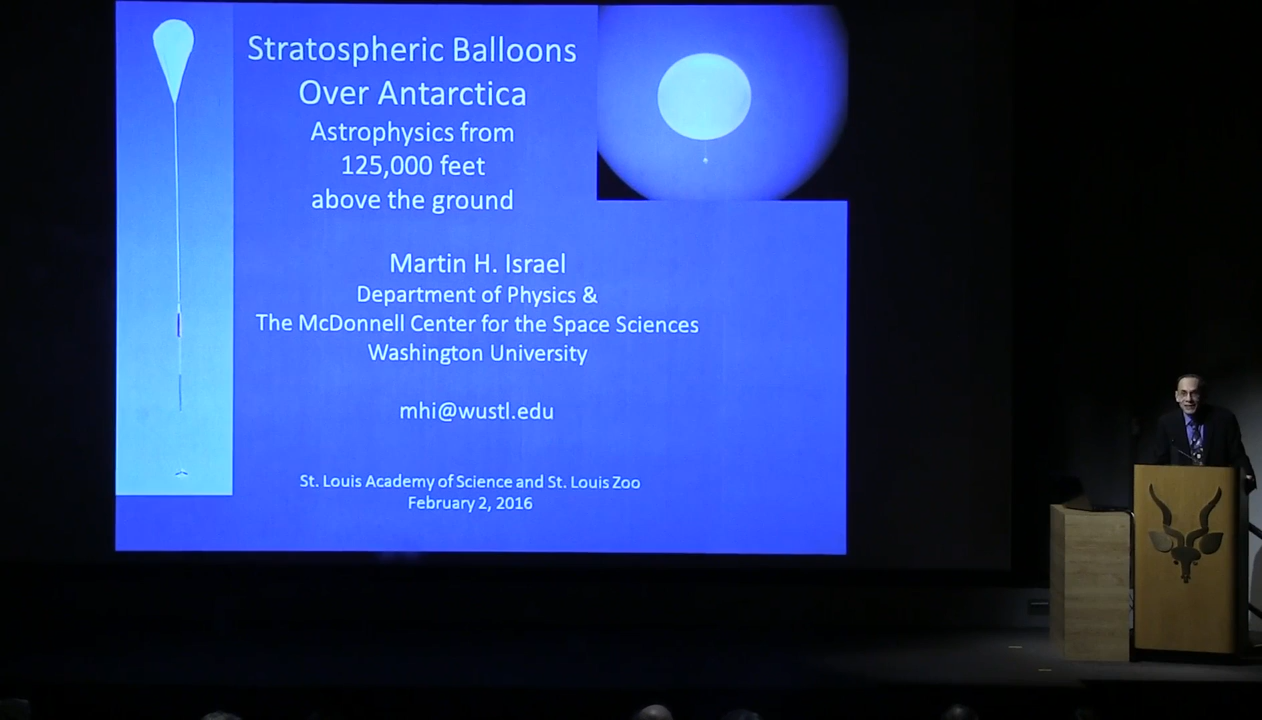 Stratospheric Balloons
Over Antarctica
Astrophysics from
125,000 feet
above the ground
Martin H. Israel
Department of Physics &
The McDonnell Center for the Space Sciences
Washington University
mhi@wustl.edu
St. Louis Academy of Science and St. Louis Zoo
February 2, 2016